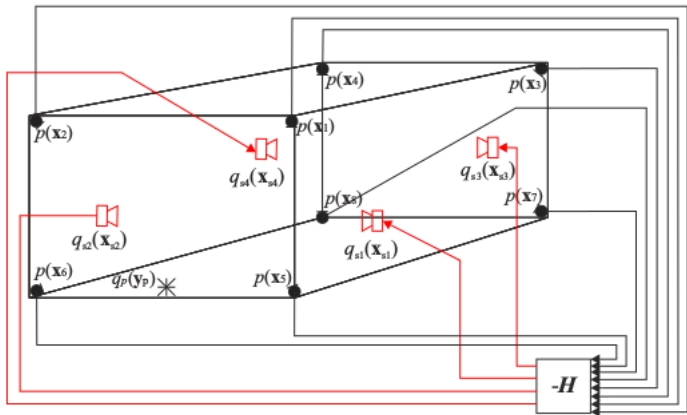 p(x₄)
p(x₃)
p(x₂)
p(x₁)
qₛ₄(xₛ₄)
qₛ₃(xₛ₃)
p(x₈)
p(x₇)
qₛ₂(xₛ₂)
qₛ₁(xₛ₁)
p(x₆)
qₚ(yₚ)
p(x₅)
-H